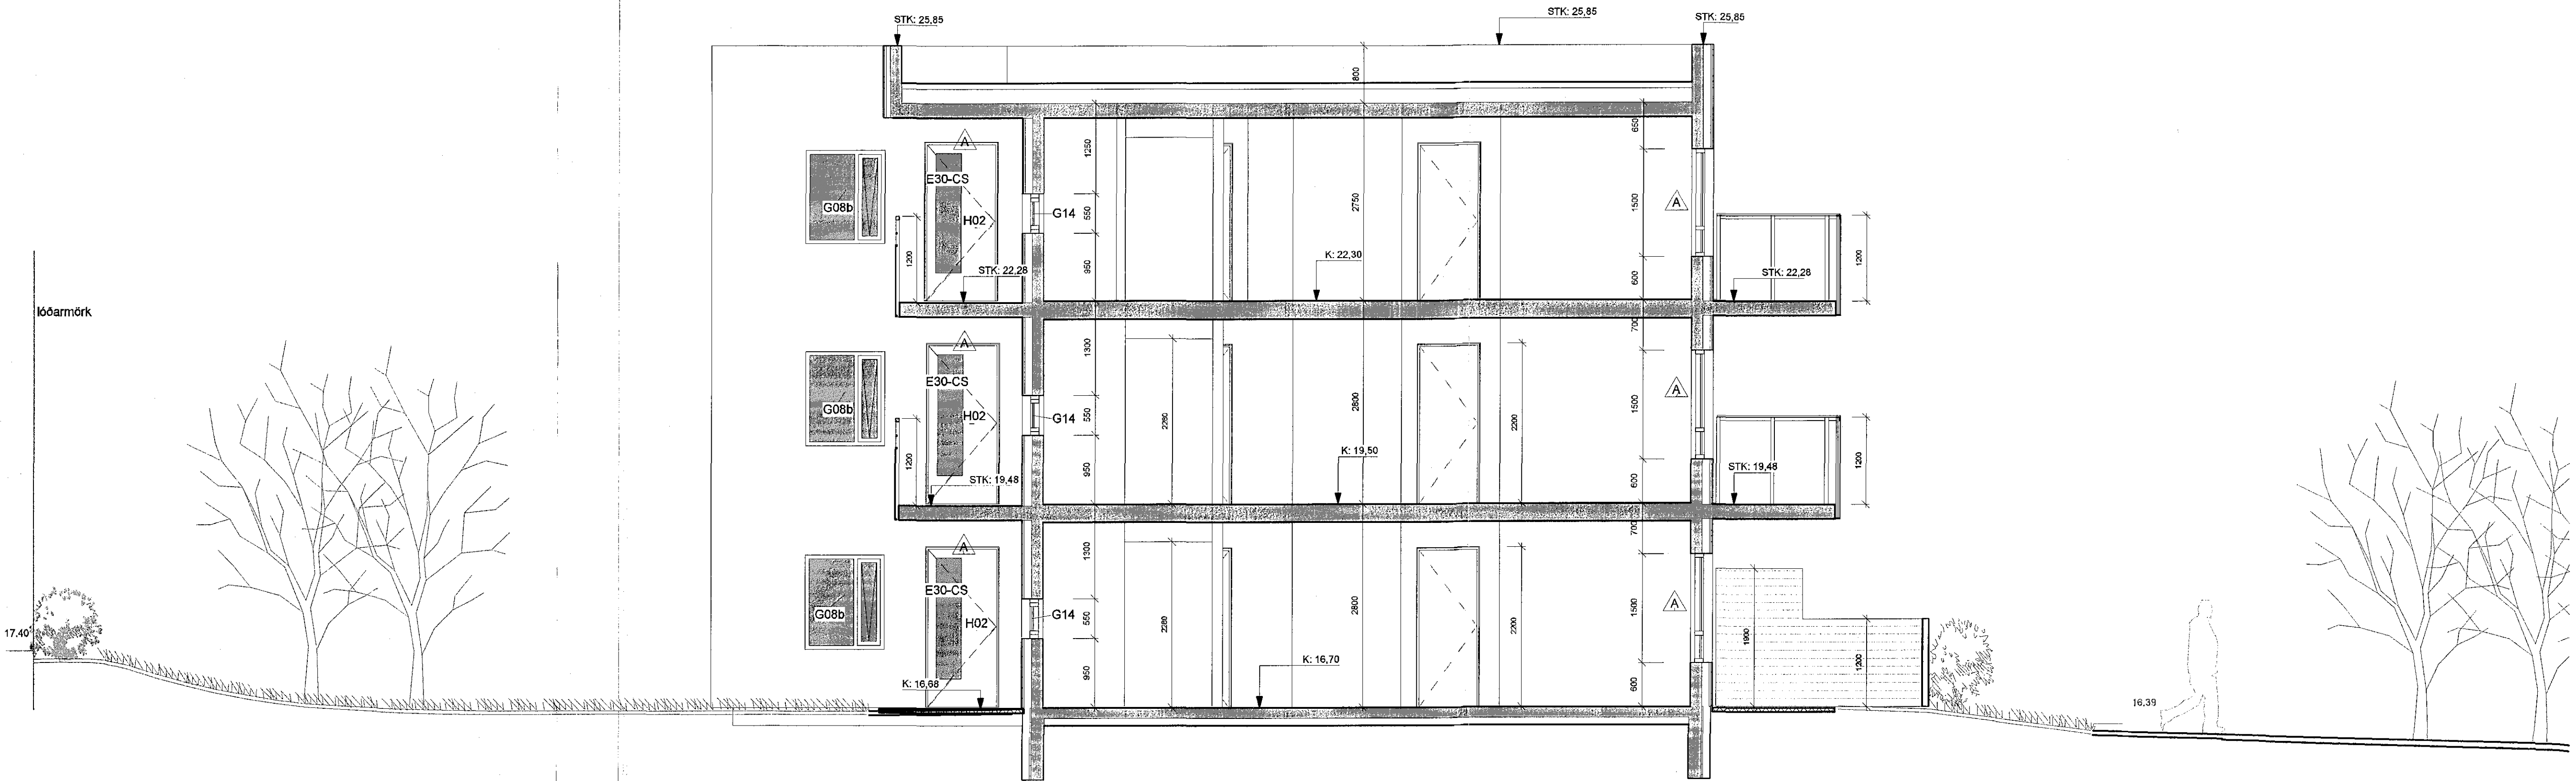 STK: 25,85
STK: 25,85
STK: 25,85
800
650
1250
A
E30-CS
G08b
H02
G14
550
2750
1500
A
1200
950
K: 22,30
STK: 22,28
STK: 22,28
600
1200
lóðarmörk
700
A
1300
E30-CS
G08b
H02
G14
550
2280
2800
2200
1500
A
1200
950
K: 19,50
STK: 19,48
STK: 19,48
600
1200
700
A
1300
E30-CS
G08b
H02
G14
550
2280
2800
2200
1500
A
1900
1200
17.40
950
K: 16,70
K: 16,68
600
16,39